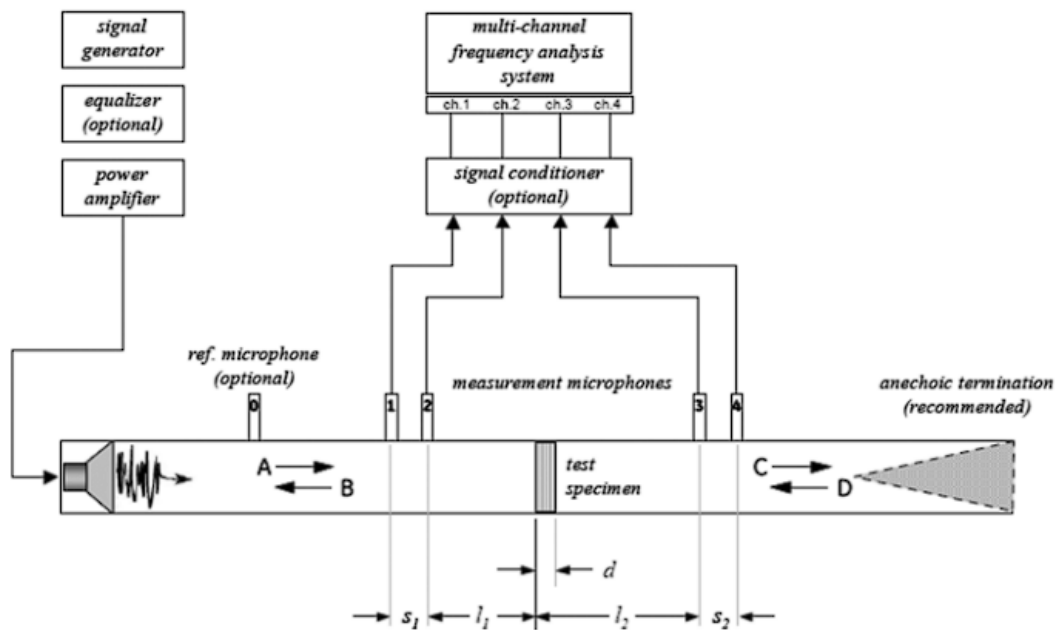 signal
generator
multi-channel
frequency analysis
system
equalizer
(optional)
ch.1 ch.2 ch.3 ch.4
power
amplifier
signal conditioner
(optional)
ref. microphone
(optional)
measurement microphones
anechoic termination
(recommended)
0 1 2 3 4
A
B
test
specimen
C
D
d
s1 l1 l2 s2